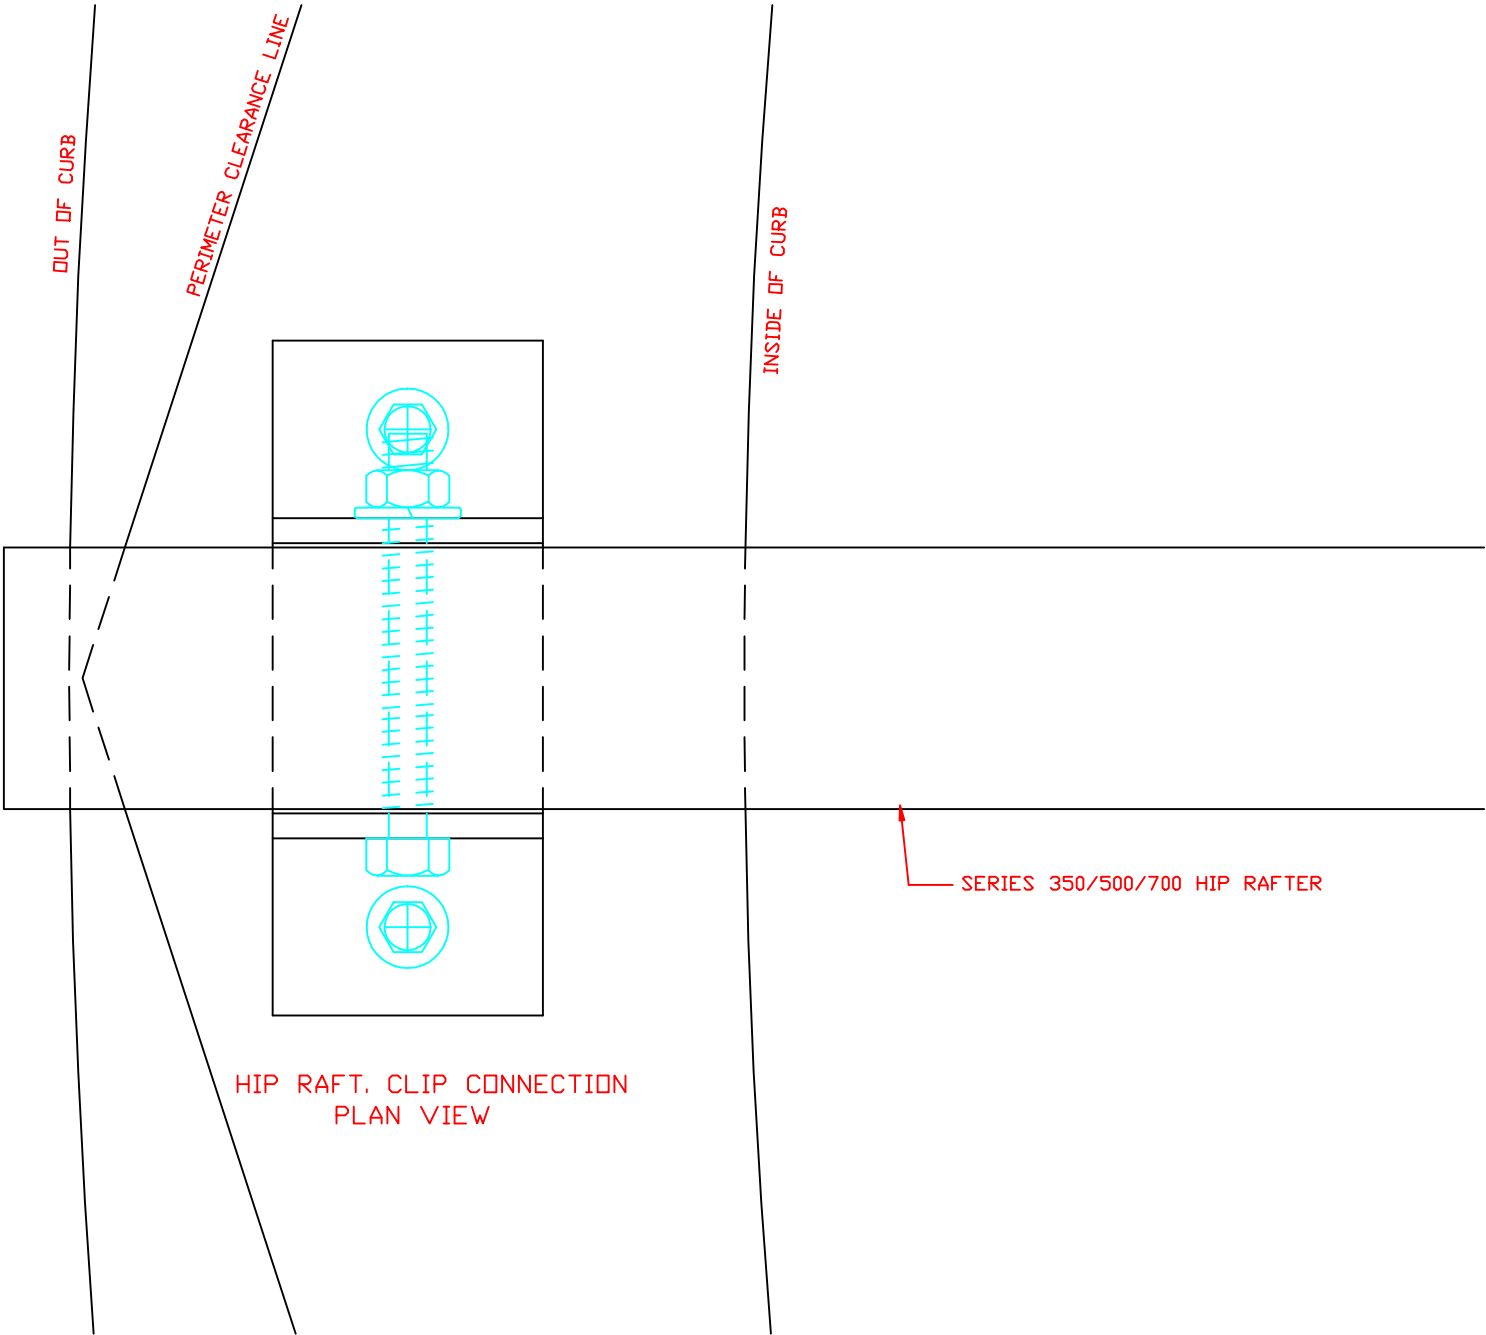 OUT OF CURB
PERIMETER CLEARANCE LINE
INSIDE OF CURB
SERIES 350/500/700 HIP RAFTER
HIP RAFT. CLIP CONNECTION
PLAN VIEW